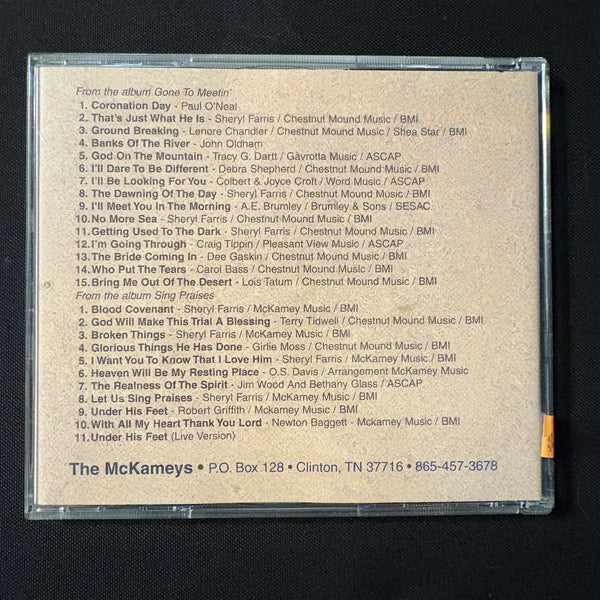 From the album Gone To Meetin'
1. Coronation Day - Paul O'Neal
2. That's Just What He Is - Sheryl Farris / Chestnut Mound Music / BMI
3. Ground Breaking - Lenore Chandler / Chestnut Mound Music / Shea Star / BMI
4. Banks Of The River - John Oldham
5. God On The Mountain - Tracy G. Dartt / Gavrotta Music / ASCAP
6. I'll Dare To Be Different - Debra Shepherd / Chestnut Mound Music / BMI
7. I'll Be Looking For You - Colbert & Joyce Croft / Word Music / ASCAP
8. The Dawning Of The Day - Sheryl Farris / Chestnut Mound Music / BMI
9. I'll Meet You In The Morning - A.E. Brumley / Brumley & Sons / SESAC
10. No More Sea - Sheryl Farris / Chestnut Mound Music / BMI
11. Getting Used To The Dark - Sheryl Farris / Chestnut Mound Music / BMI
12. I'm Going Through - Craig Tippin / Pleasant View Music / ASCAP
13. The Bride Coming In - Dee Gaskin / Chestnut Mound Music / BMI
14. Who Put The Tears - Carol Bass / Chestnut Mound Music / BMI
15. Bring Me Out Of The Desert - Lois Tatum / Chestnut Mound Music / BMI
From the album Sing Praises
1. Blood Covenant - Sheryl Farris / McKamey Music / BMI
2. God Will Make This Trial A Blessing - Terry Tidwell / Chestnut Mound Music / BMI
3. Broken Things - Sheryl Farris / McKamey Music / BMI
4. Glorious Things He Has Done - Girlie Moss / Chestnut Mound Music / BMI
5. I Want You To Know That I Love Him - Sheryl Farris / McKamey Music / BMI
6. Heaven Will Be My Resting Place - O.S. Davis / Arrangement McKamey Music
7. The Realness Of The Spirit - Jim Wood And Bethany Glass / ASCAP
8. Let Us Sing Praises - Sheryl Farris / McKamey Music / BMI
9. Under His Feet - Robert Griffith / Mckamey Music / BMI
10. With All My Heart Thank You Lord - Newton Baggett - Mckamey Music / BMI
11. Under His Feet (Live Version)
The McKameys • P.O. Box 128 • Clinton, TN 37716 • 865-457-3678